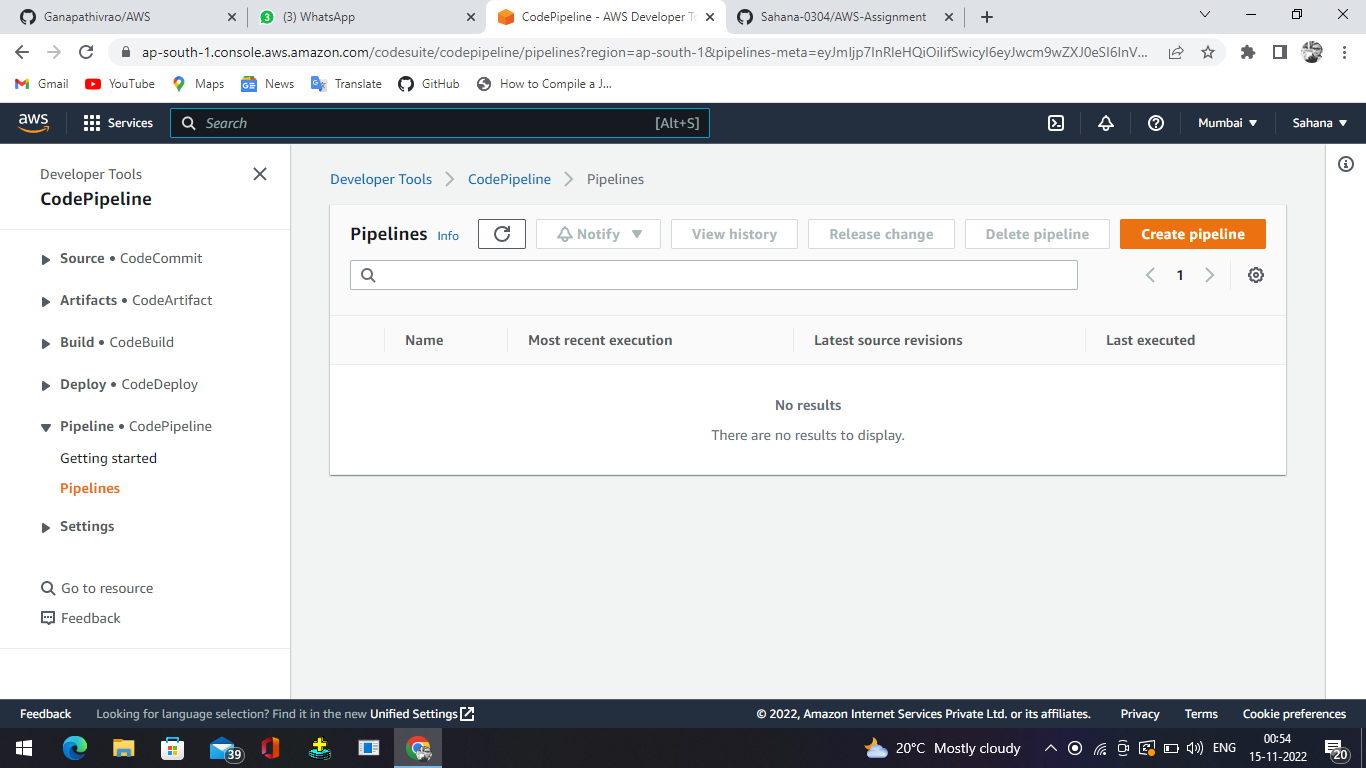 Ganapathivrao/AWS
(3) WhatsApp
CodePipeline - AWS Developer To
Sahana-0304/AWS-Assignment
ap-south-1.console.aws.amazon.com/codesuite/codepipeline/pipelines?region=ap-south-1&pipelines-meta=
Gmail YouTube Maps News Translate GitHub How to Compile a J...
aws Services Search [Alt+S] Mumbai Sahana
Developer Tools
CodePipeline
Source • CodeCommit
Artifacts • CodeArtifact
Build • CodeBuild
Deploy • CodeDeploy
Pipeline • CodePipeline
Getting started
Pipelines
Settings
Go to resource
Feedback
Developer Tools CodePipeline Pipelines
Pipelines Info Notify View history Release change Delete pipeline Create pipeline
1
Name Most recent execution Latest source revisions Last executed
No results
There are no results to display.
Feedback Looking for language selection? Find it in the new Unified Settings © 2022, Amazon Internet Services Private Ltd. or its affiliates. Privacy Terms Cookie preferences
39
20°C Mostly cloudy ENG
00:54
15-11-2022
20